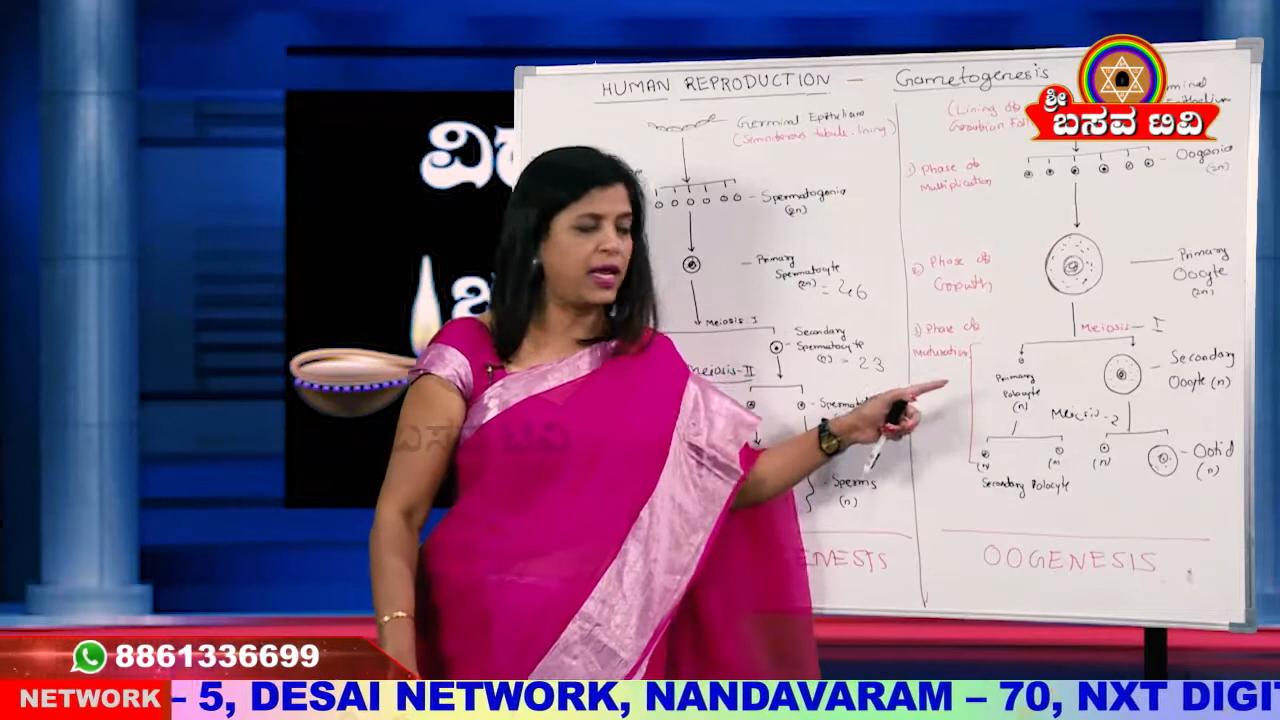 HUMAN REPRODUCTION — Gametogenesis
Germinal Epithelium
(Seminiferous tubule lining)
Spermatogonia
(2n)
Primary
Spermatocyte
(2n) = 46
Meiosis I
Secondary
Spermatocyte
(n) = 23
Meiosis-II
Sperms
(n)
ENESIS
(Lining of
1) Phase of
Multiplication
Oogonia
(2n)
2) Phase of
Growth
Primary
Oocyte
(2n)
Meiosis — I
3) Phase of
Maturation
Primary
Polocyte
(n)
Secondary
Oocyte (n)
Meiosis-2
(n)
(n)
(n)
Ootid
(n)
Secondary Polocyte
OOGENESIS
ಶ್ರೀ
ಬಸವ ಟಿವಿ
8861336699
NETWORK
- 5, DESAI NETWORK, NANDAVARAM – 70, NXT DIGIT